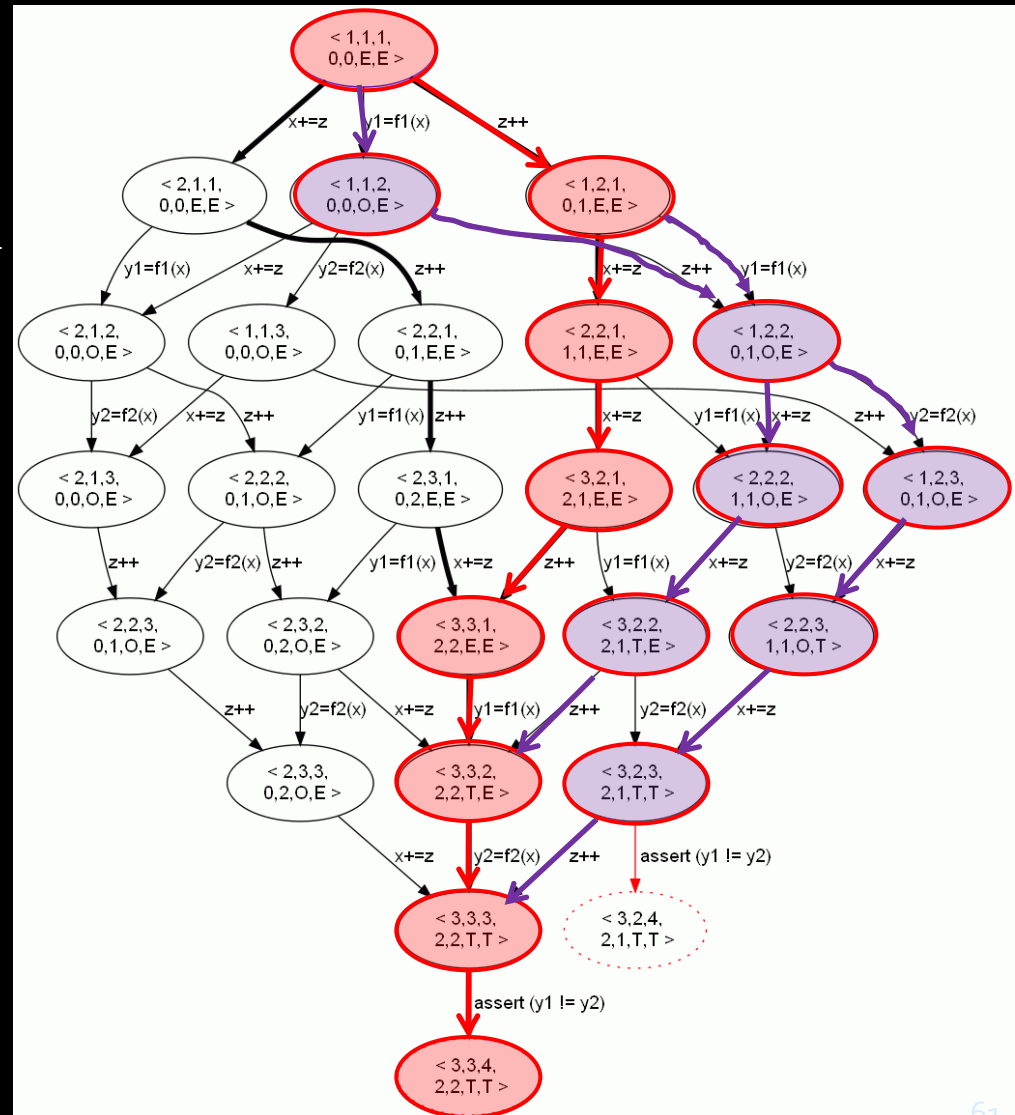 < 1,1,1,
0,0,E,E >
x+=z
y1=f1(x)
z++
< 2,1,1,
0,0,E,E >
< 1,1,2,
0,0,O,E >
< 1,2,1,
0,1,E,E >
y1=f1(x)
x+=z
y2=f2(x)
z++
x+=z
z++
y1=f1(x)
< 2,1,2,
0,0,O,E >
< 1,1,3,
0,0,O,E >
< 2,2,1,
0,1,E,E >
< 2,2,1,
1,1,E,E >
< 1,2,2,
0,1,O,E >
y2=f2(x)
x+=z
z++
y1=f1(x)
z++
x+=z
y1=f1(x)
x+=z
z++
y2=f2(x)
< 2,1,3,
0,0,O,E >
< 2,2,2,
0,1,O,E >
< 2,3,1,
0,2,E,E >
< 3,2,1,
2,1,E,E >
< 2,2,2,
1,1,O,E >
< 1,2,3,
0,1,O,E >
z++
y2=f2(x)
z++
y1=f1(x)
x+=z
z++
y1=f1(x)
x+=z
y2=f2(x)
x+=z
< 2,2,3,
0,1,O,E >
< 2,3,2,
0,2,O,E >
< 3,3,1,
2,2,E,E >
< 3,2,2,
2,1,T,E >
< 2,2,3,
1,1,O,T >
z++
y2=f2(x)
x+=z
y1=f1(x)
z++
y2=f2(x)
x+=z
< 2,3,3,
0,2,O,E >
< 3,3,2,
2,2,T,E >
< 3,2,3,
2,1,T,T >
x+=z
y2=f2(x)
z++
assert (y1 != y2)
< 3,3,3,
2,2,T,T >
< 3,2,4,
2,1,T,T >
assert (y1 != y2)
< 3,3,4,
2,2,T,T >
61